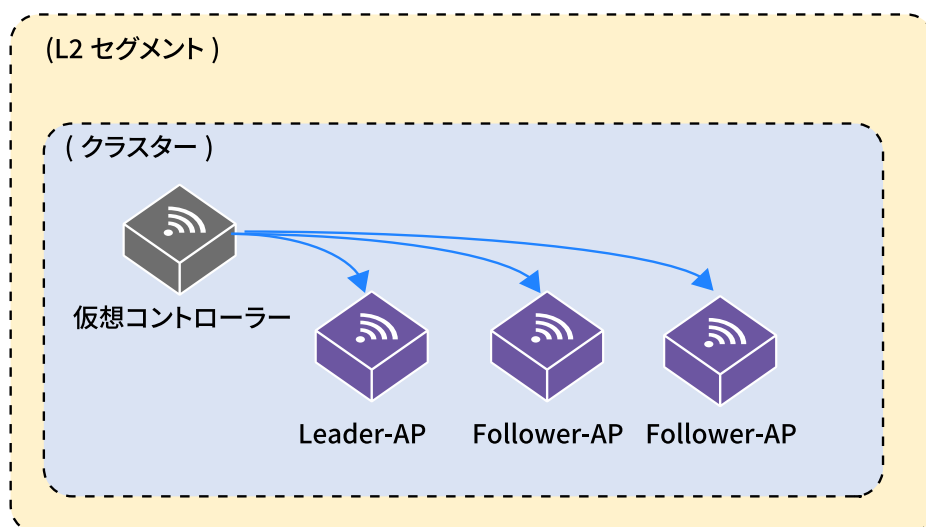 (L2 セグメント )
( クラスター )
仮想コントローラー
Leader-AP
Follower-AP
Follower-AP